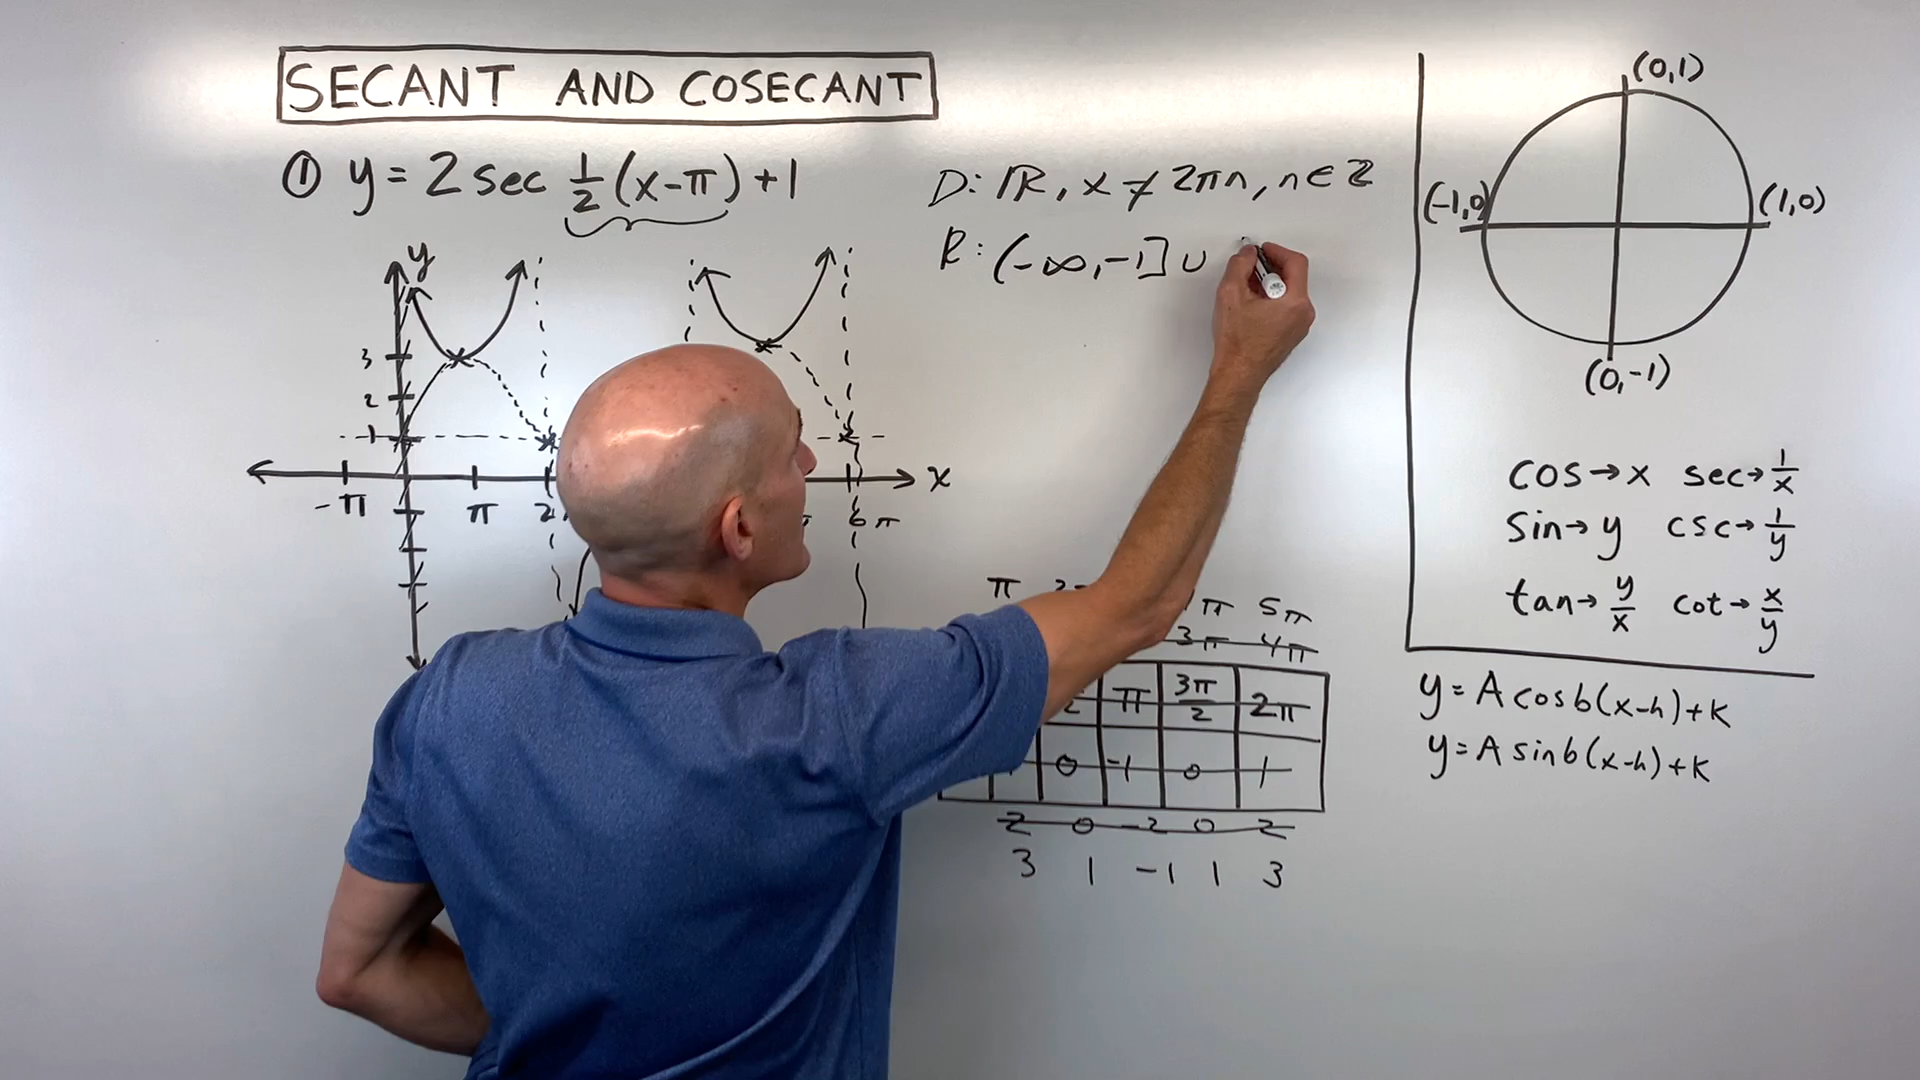 SECANT AND COSECANT
① y = 2 sec 1/2 (x-π) + 1
D: ℝ, x ≠ 2πn, n ∈ ℤ
R: (-∞, -1] ∪
y
3
2
1
x
-π π 2 6π
π 5π
3π 4π
π 3π/2 2π
0 -1 0 1
2 0 -2 0 2
3 1 -1 1 3
(0,1)
(-1,0) (1,0)
(0,-1)
cos→x sec→1/x
sin→y csc→1/y
tan→y/x cot→x/y
y = A cos b(x-h)+K
y = A sin b(x-h)+K